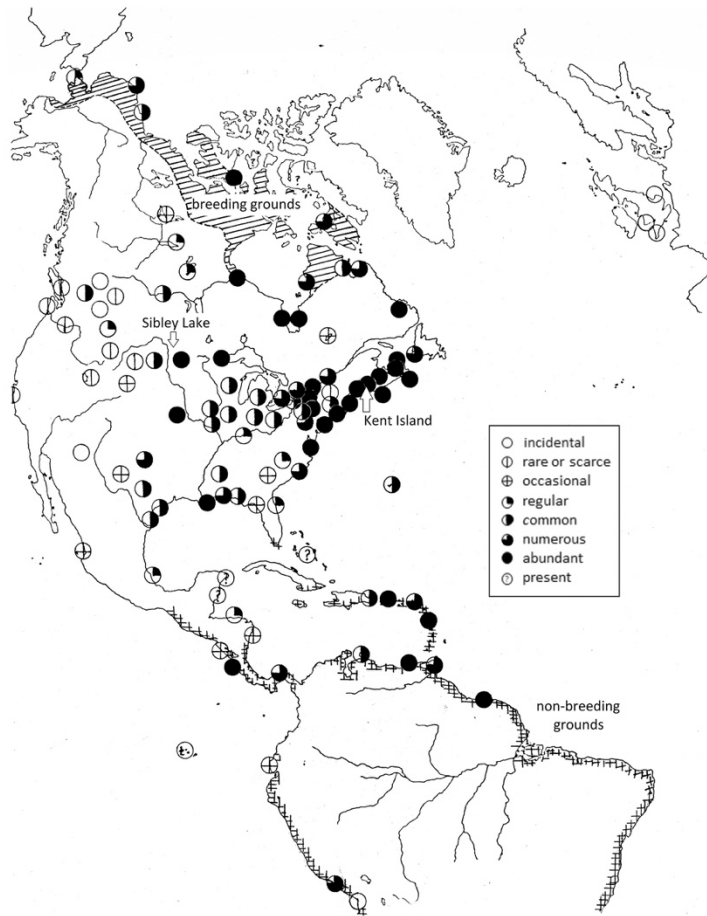 breeding grounds
Sibley Lake
Kent Island
incidental
rare or scarce
occasional
regular
common
numerous
abundant
? present
?
?
?
?
non-breeding
grounds